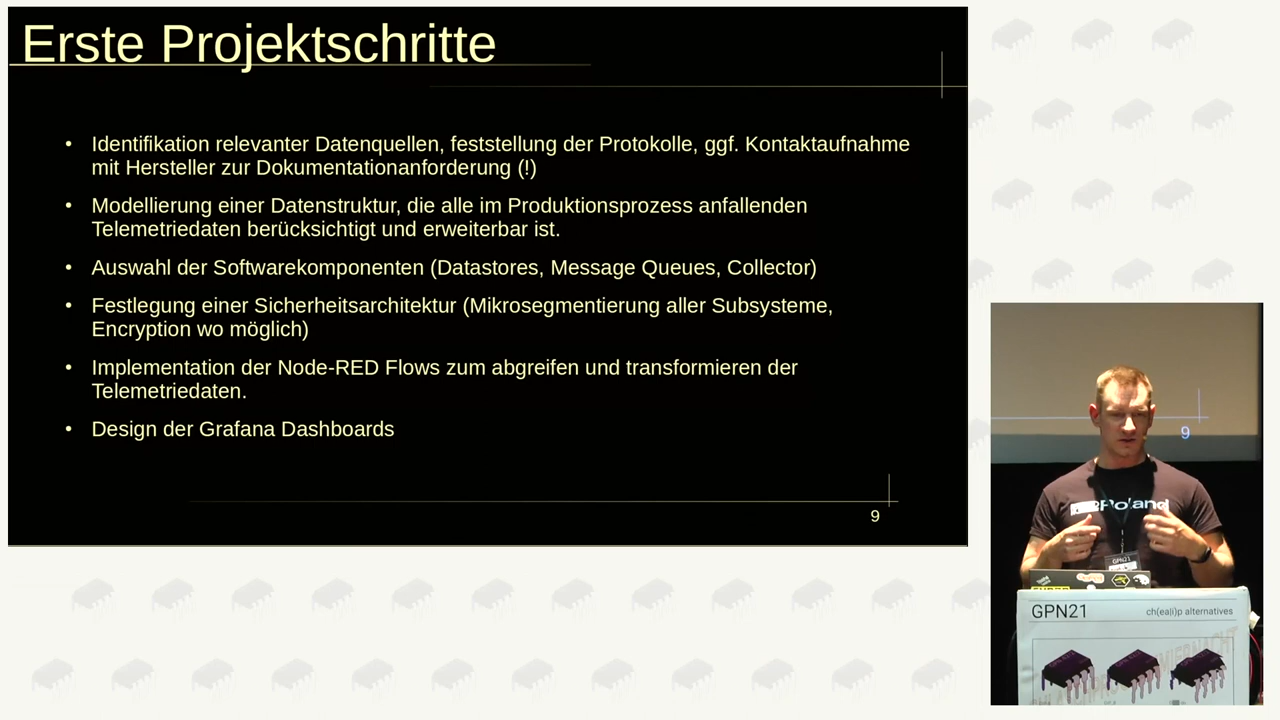 Erste Projektschritte
• Identifikation relevanter Datenquellen, feststellung der Protokolle, ggf. Kontaktaufnahme
mit Hersteller zur Dokumentationanforderung (!)
• Modellierung einer Datenstruktur, die alle im Produktionsprozess anfallenden
Telemetriedaten berücksichtigt und erweiterbar ist.
• Auswahl der Softwarekomponenten (Datastores, Message Queues, Collector)
• Festlegung einer Sicherheitsarchitektur (Mikrosegmentierung aller Subsysteme,
Encryption wo möglich)
• Implementation der Node-RED Flows zum abgreifen und transformieren der
Telemetriedaten.
• Design der Grafana Dashboards
9
9
Roland
GPN21
GPN21
ch(ea|i)p alternatives